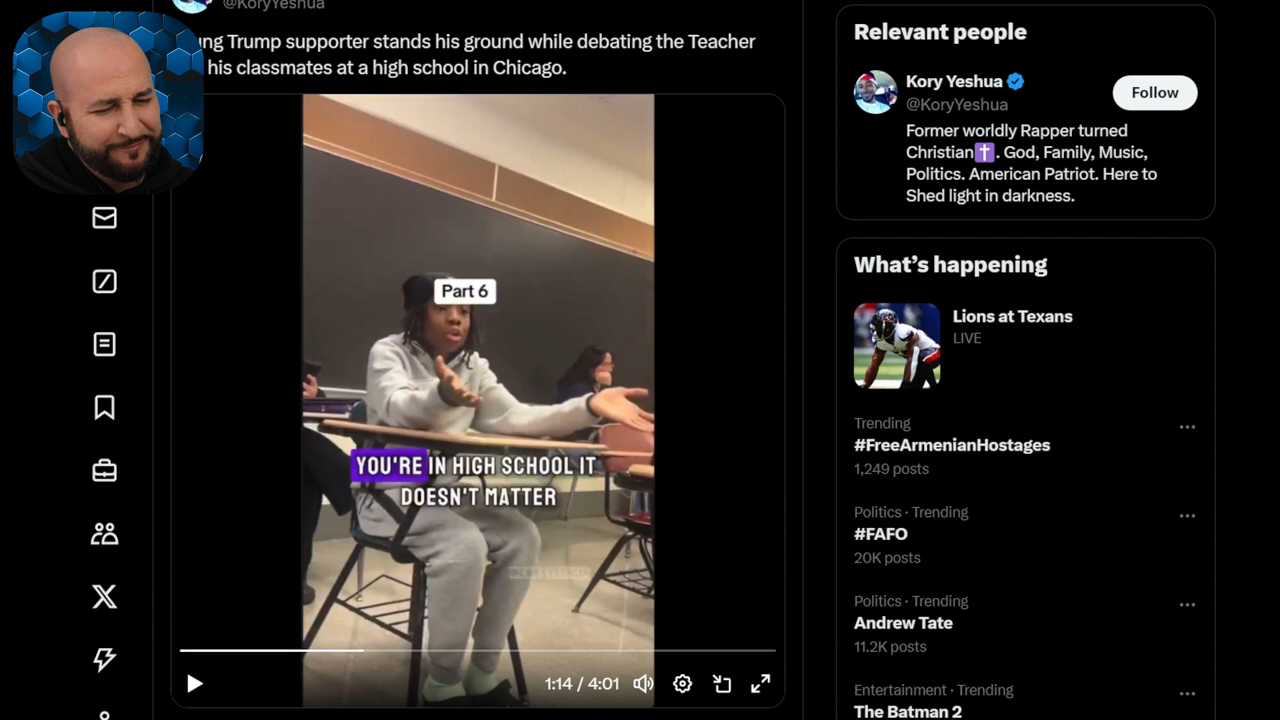 @KoryYeshua
ung Trump supporter stands his ground while debating the Teacher
his classmates at a high school in Chicago.
Part 6
YOU'RE IN HIGH SCHOOL IT
DOESN'T MATTER
@KORYYESHUA
1:14 / 4:01
Relevant people
Kory Yeshua
@KoryYeshua
Follow
Former worldly Rapper turned
Christian✝️. God, Family, Music,
Politics. American Patriot. Here to
Shed light in darkness.
What's happening
Lions at Texans
LIVE
Trending
#FreeArmenianHostages
1,249 posts
Politics · Trending
#FAFO
20K posts
Politics · Trending
Andrew Tate
11.2K posts
Entertainment · Trending
The Batman 2